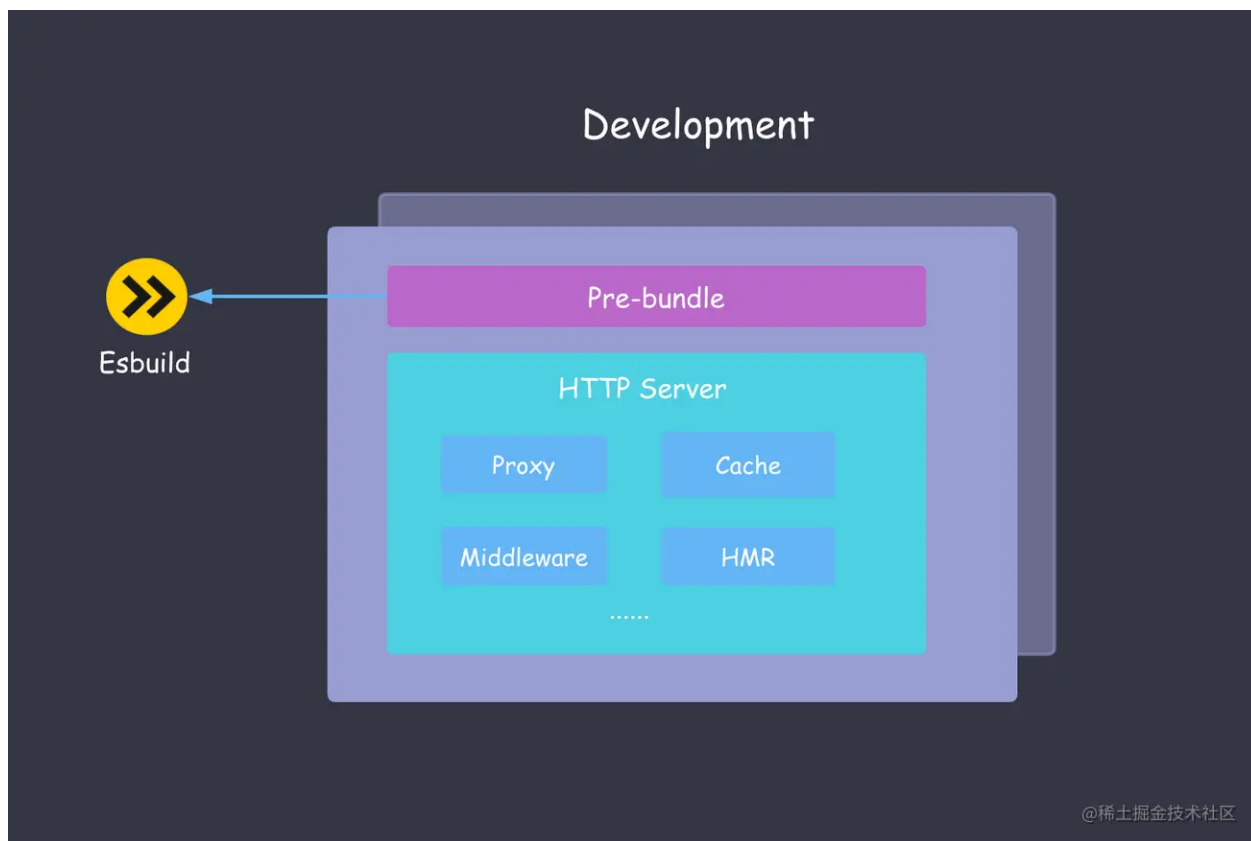 Development
Pre-bundle
Esbuild
HTTP Server
Proxy
Cache
Middleware
HMR
......
@稀土掘金技术社区